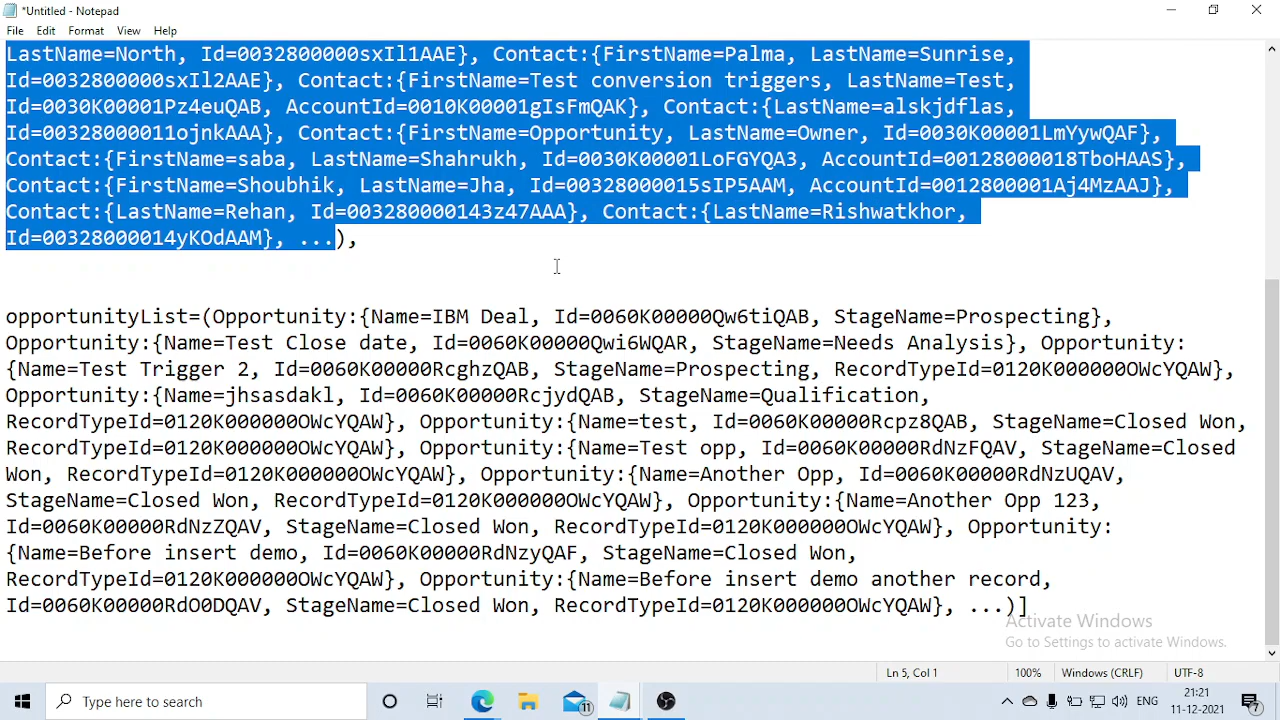 *Untitled - Notepad
File Edit Format View Help
LastName=North, Id=0032800000sxIl1AAE}, Contact:{FirstName=Palma, LastName=Sunrise,
Id=0032800000sxIl2AAE}, Contact:{FirstName=Test conversion triggers, LastName=Test,
Id=0030K00001Pz4euQAB, AccountId=0010K00001gIsFmQAK}, Contact:{LastName=alskjdflas,
Id=00328000011ojnkAAA}, Contact:{FirstName=Opportunity, LastName=Owner, Id=0030K00001LmYywQAF},
Contact:{FirstName=saba, LastName=Shahrukh, Id=0030K00001LoFGYQA3, AccountId=00128000018TboHAAS},
Contact:{FirstName=Shoubhik, LastName=Jha, Id=00328000015sIP5AAM, AccountId=0012800001Aj4MzAAJ},
Contact:{LastName=Rehan, Id=003280000143z47AAA}, Contact:{LastName=Rishwatkhor,
Id=00328000014yKOdAAM}, ...),
opportunityList=(Opportunity:{Name=IBM Deal, Id=0060K00000Qw6tiQAB, StageName=Prospecting},
Opportunity:{Name=Test Close date, Id=0060K00000Qwi6WQAR, StageName=Needs Analysis}, Opportunity:
{Name=Test Trigger 2, Id=0060K00000RcghzQAB, StageName=Prospecting, RecordTypeId=0120K000000OWcYQAW},
Opportunity:{Name=jhsasdakl, Id=0060K00000RcjydQAB, StageName=Qualification,
RecordTypeId=0120K000000OWcYQAW}, Opportunity:{Name=test, Id=0060K00000Rcpz8QAB, StageName=Closed Won,
RecordTypeId=0120K000000OWcYQAW}, Opportunity:{Name=Test opp, Id=0060K00000RdNzFQAV, StageName=Closed
Won, RecordTypeId=0120K000000OWcYQAW}, Opportunity:{Name=Another Opp, Id=0060K00000RdNzUQAV,
StageName=Closed Won, RecordTypeId=0120K000000OWcYQAW}, Opportunity:{Name=Another Opp 123,
Id=0060K00000RdNzZQAV, StageName=Closed Won, RecordTypeId=0120K000000OWcYQAW}, Opportunity:
{Name=Before insert demo, Id=0060K00000RdNzyQAF, StageName=Closed Won,
RecordTypeId=0120K000000OWcYQAW}, Opportunity:{Name=Before insert demo another record,
Id=0060K00000RdO0DQAV, StageName=Closed Won, RecordTypeId=0120K000000OWcYQAW}, ...)]
Activate Windows
Go to Settings to activate Windows.
Ln 5, Col 1 100% Windows (CRLF) UTF-8
Type here to search 11 ENG 21:21 7
11-12-2021